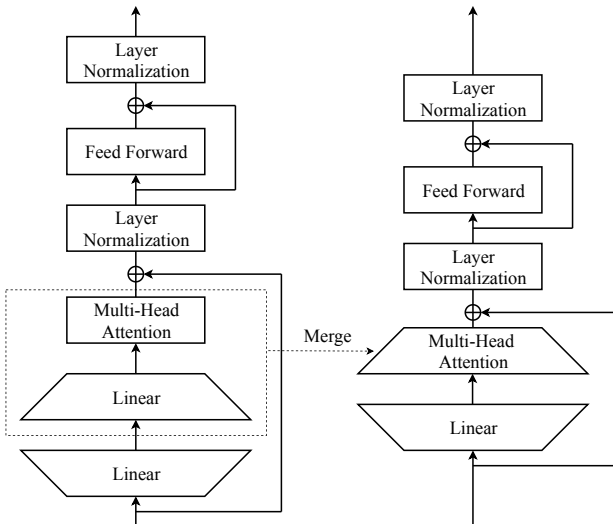 Layer
Normalization
Feed Forward
Layer
Normalization
Multi-Head
Attention
Linear
Linear
Merge
Layer
Normalization
Feed Forward
Layer
Normalization
Multi-Head
Attention
Linear